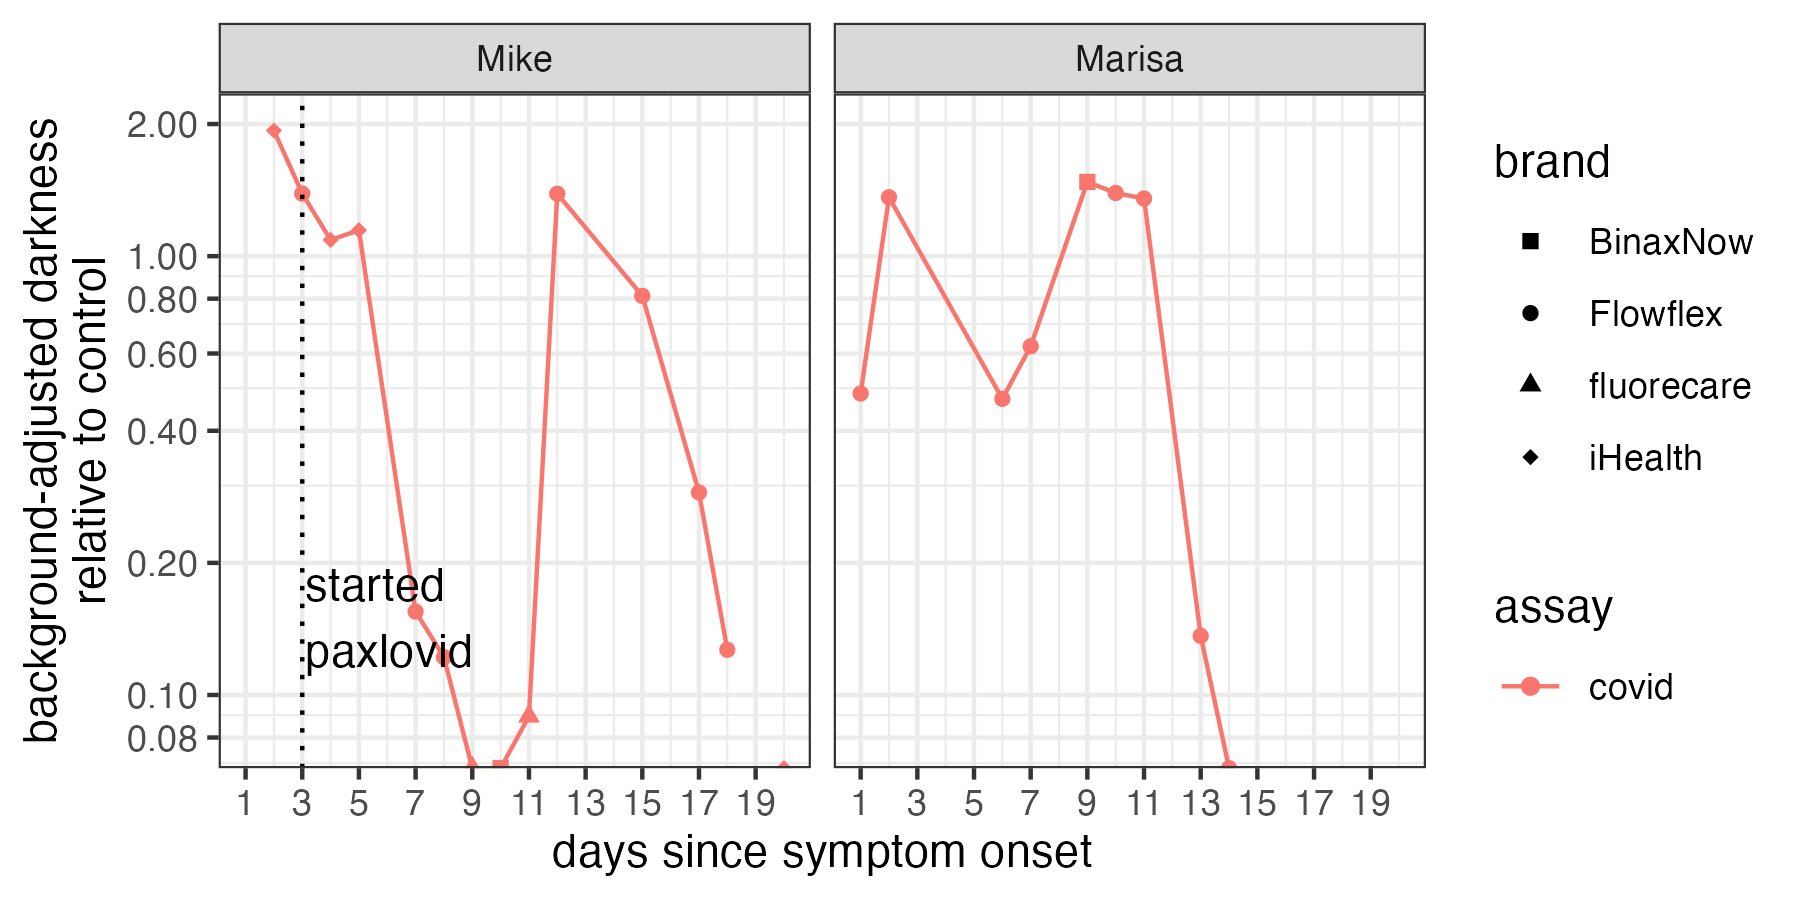 Mike
Marisa
background-adjusted darkness
relative to control
2.00
1.00
0.80
0.60
0.40
0.20
0.10
0.08
started
paxlovid
1 3 5 7 9 11 13 15 17 19
1 3 5 7 9 11 13 15 17 19
days since symptom onset
brand
BinaxNow
Flowflex
fluorecare
iHealth
assay
covid